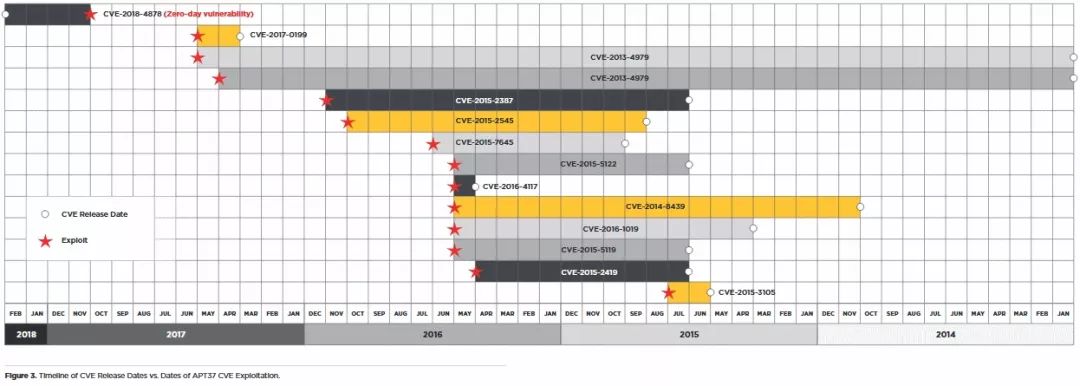 CVE-2018-4878 (Zero-day vulnerability)
CVE-2017-0199
CVE-2013-4979
CVE-2013-4979
CVE-2015-2387
CVE-2015-2545
CVE-2015-7645
CVE-2015-5122
CVE-2016-4117
CVE-2014-8439
CVE Release Date
CVE-2016-1019
Exploit
CVE-2015-5119
CVE-2015-2419
CVE-2015-3105
FEB JAN DEC NOV OCT SEP AUG JUL JUN MAY APR MAR FEB JAN DEC NOV OCT SEP AUG JUL JUN MAY APR MAR FEB JAN DEC NOV OCT SEP AUG JUL JUN MAY APR MAR FEB JAN DEC NOV OCT SEP AUG JUL JUN MAY APR MAR FEB JAN
2018 2017 2016 2015 2014
Figure 3. Timeline of CVE Release Dates vs. Dates of APT37 CVE Exploitation.